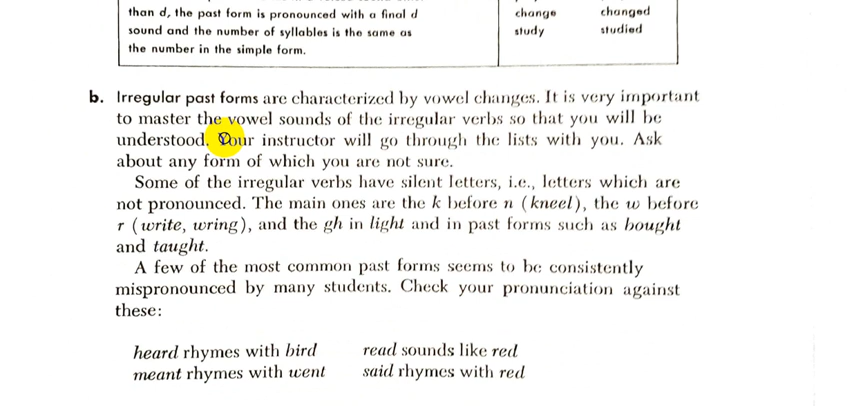 than d, the past form is pronounced with a final d
sound and the number of syllables is the same as
the number in the simple form.
change changed
study studied
b. Irregular past forms are characterized by vowel changes. It is very important
to master the vowel sounds of the irregular verbs so that you will be
understood. Your instructor will go through the lists with you. Ask
about any form of which you are not sure.
Some of the irregular verbs have silent letters, i.e., letters which are
not pronounced. The main ones are the k before n (kneel), the w before
r (write, wring), and the gh in light and in past forms such as bought
and taught.
A few of the most common past forms seems to be consistently
mispronounced by many students. Check your pronunciation against
these:
heard rhymes with bird read sounds like red
meant rhymes with went said rhymes with red